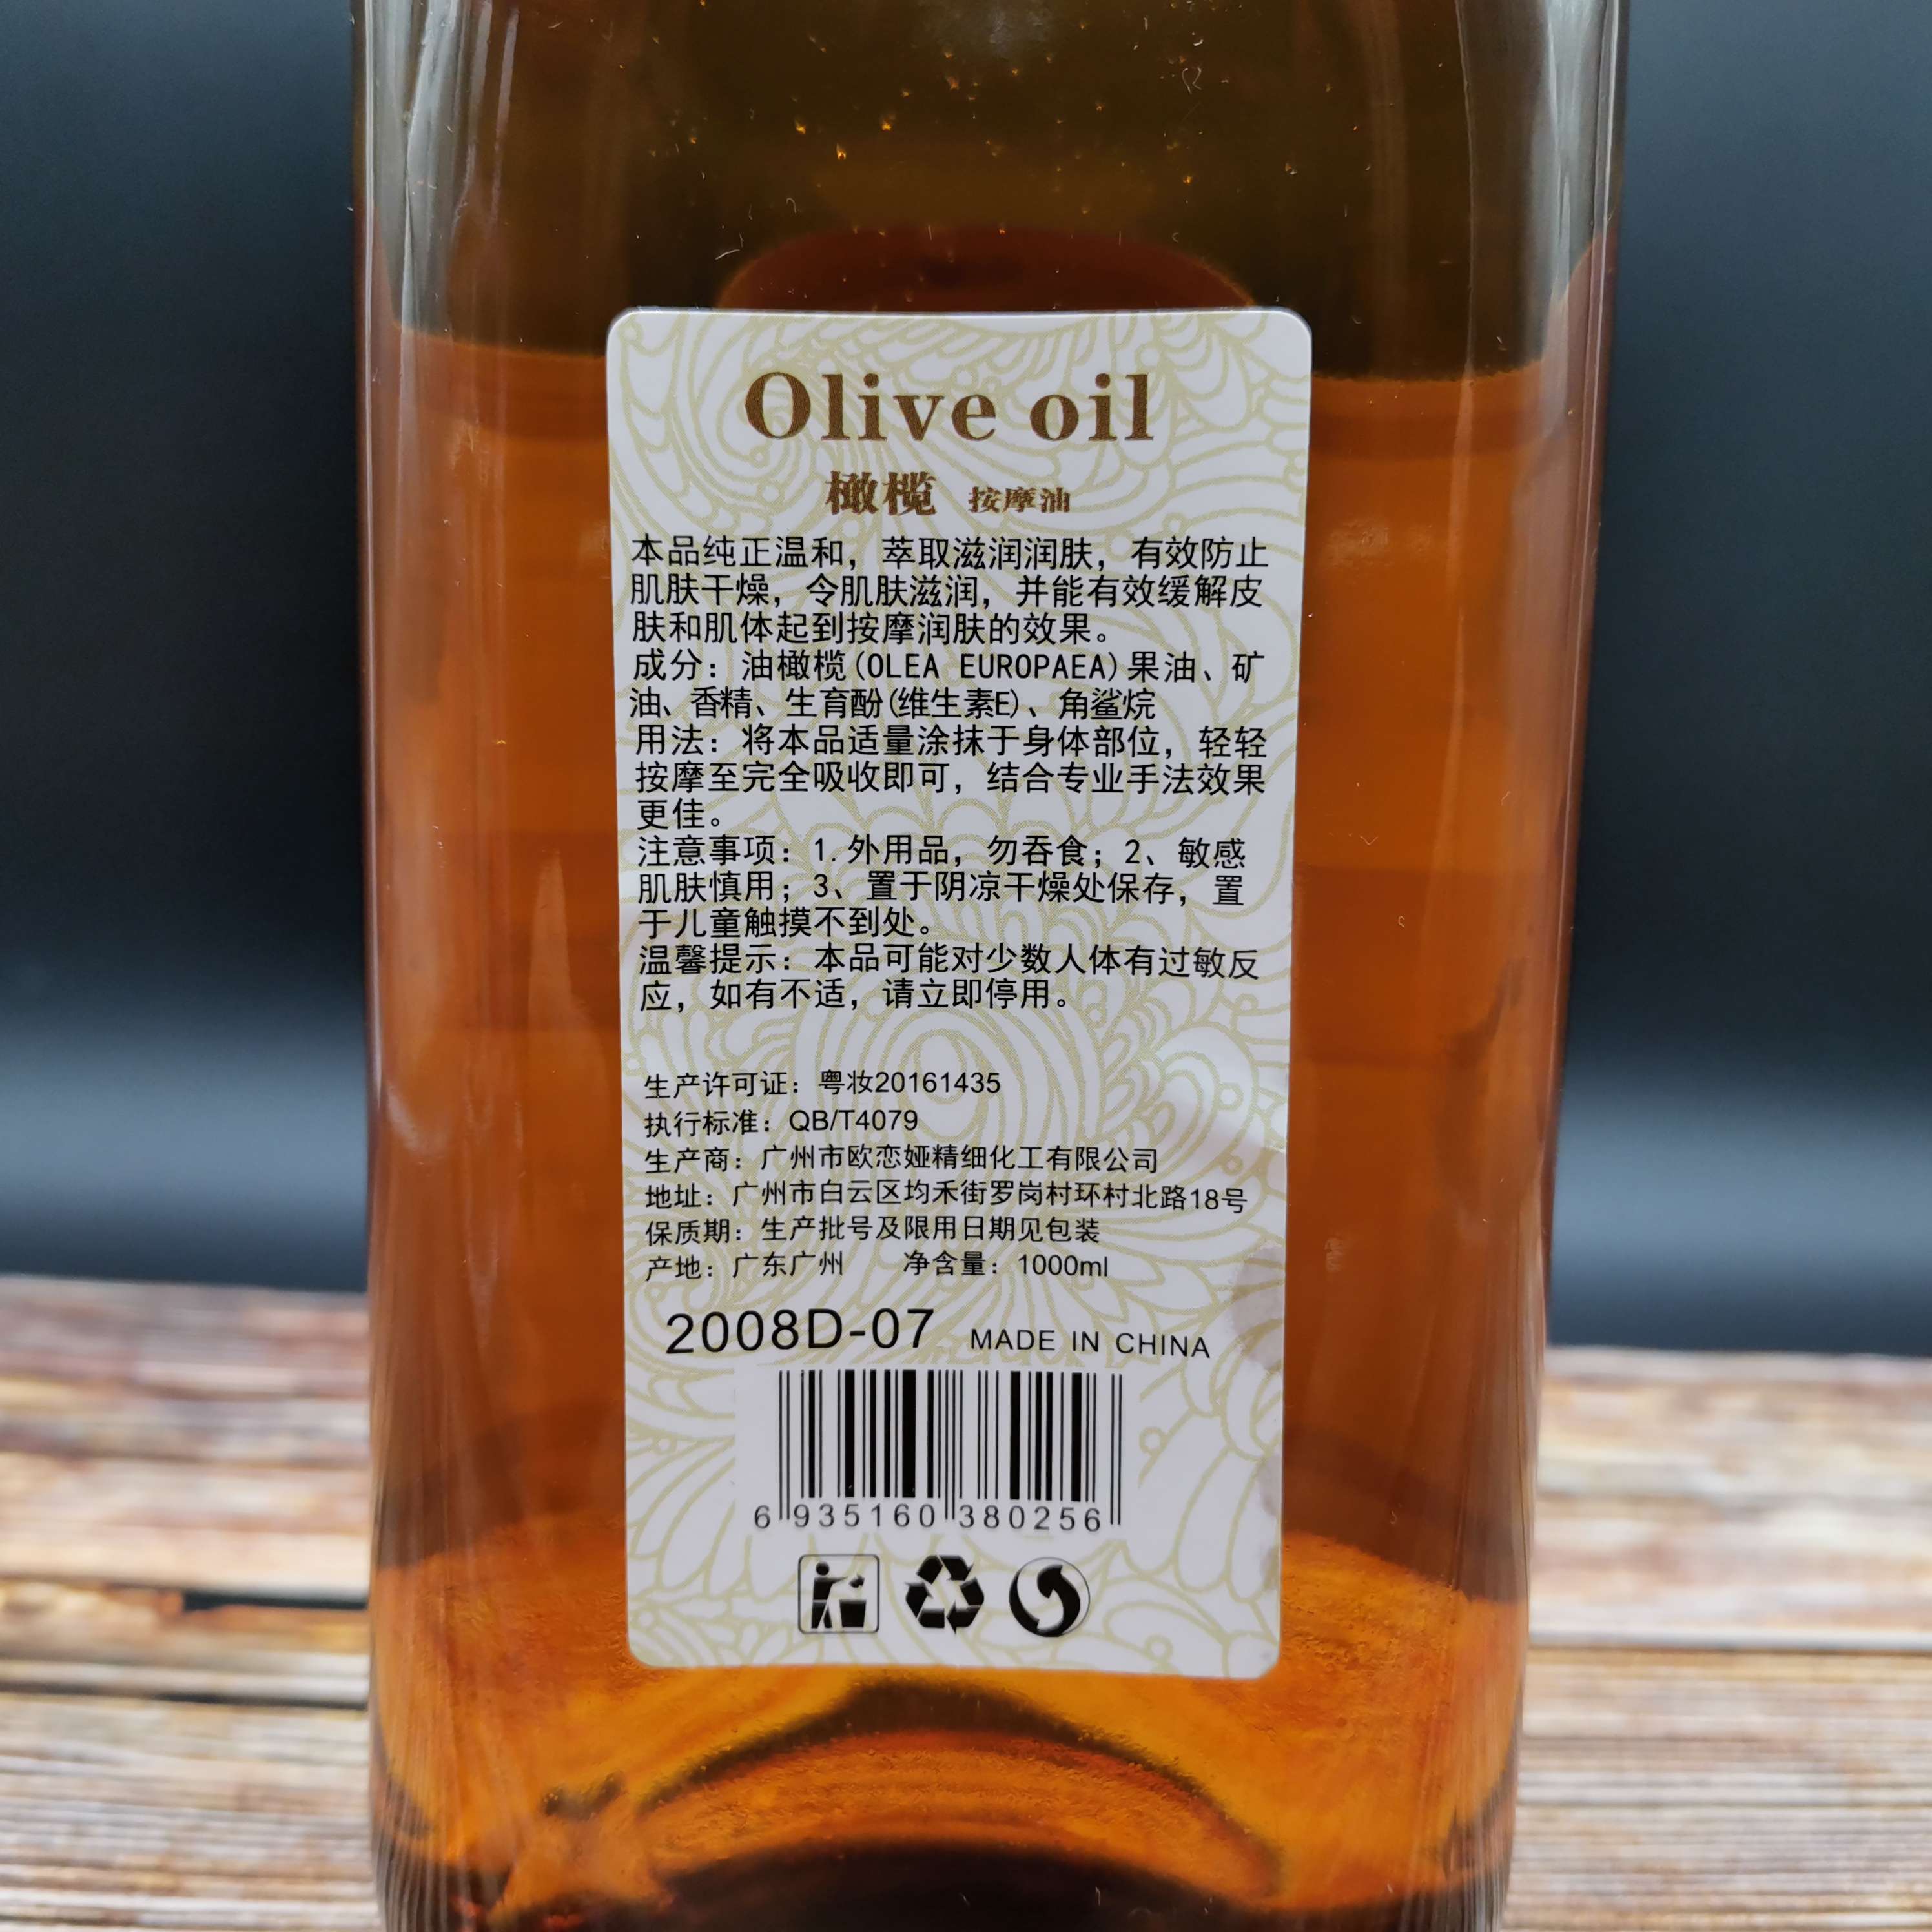 Olive oil
橄榄 按摩油
本品纯正温和，萃取滋润润肤，有效防止
肌肤干燥，令肌肤滋润，并能有效缓解皮
肤和肌体起到按摩润肤的效果。
成分：油橄榄(OLEA EUROPAEA)果油、矿
油、香精、生育酚(维生素E)、角鲨烷
用法：将本品适量涂抹于身体部位，轻轻
按摩至完全吸收即可，结合专业手法效果
更佳。
注意事项：1.外用品，勿吞食；2、敏感
肌肤慎用；3、置于阴凉干燥处保存，置
于儿童触摸不到处。
温馨提示：本品可能对少数人体有过敏反
应，如有不适，请立即停用。
生产许可证：粤妆20161435
执行标准：QB/T4079
生产商：广州市欧恋娅精细化工有限公司
地址：广州市白云区均禾街罗岗村环村北路18号
保质期：生产批号及限用日期见包装
产地：广东广州 净含量：1000ml
2008D-07 MADE IN CHINA
6 935160 380256